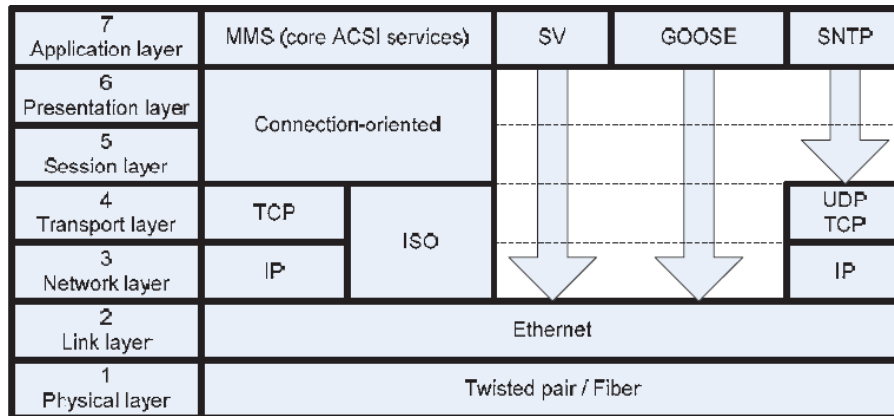 7
Application layer
MMS (core ACSI services)
SV
GOOSE
SNTP
6
Presentation layer
Connection-oriented
5
Session layer
4
Transport layer
TCP
ISO
UDP
TCP
3
Network layer
IP
IP
2
Link layer
Ethernet
1
Physical layer
Twisted pair / Fiber